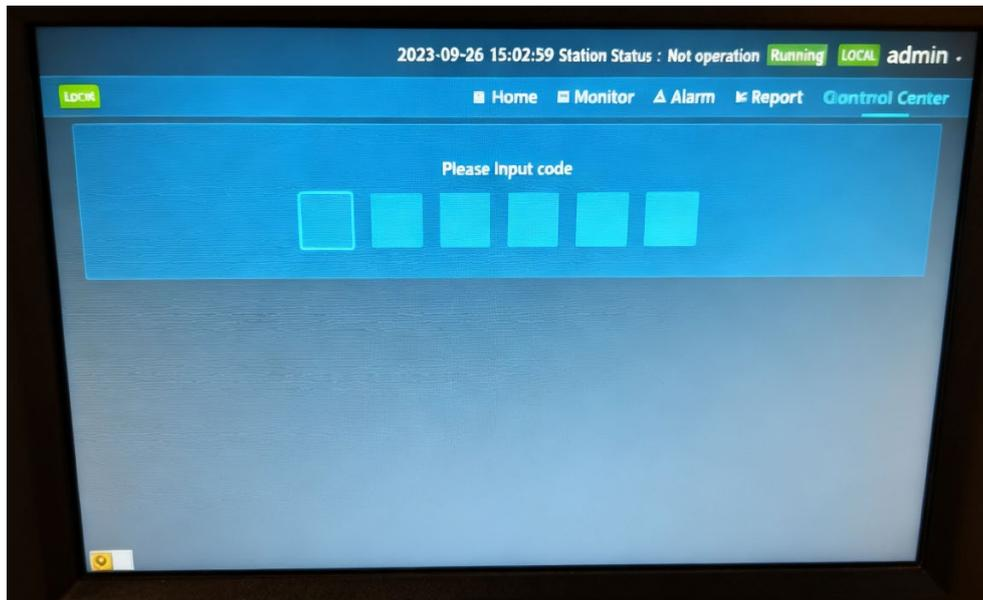 2023-09-26 15:02:59 Station Status : Not operation Running LOCAL admin
LOCAL Home Monitor Alarm Report Control Center
Please Input code